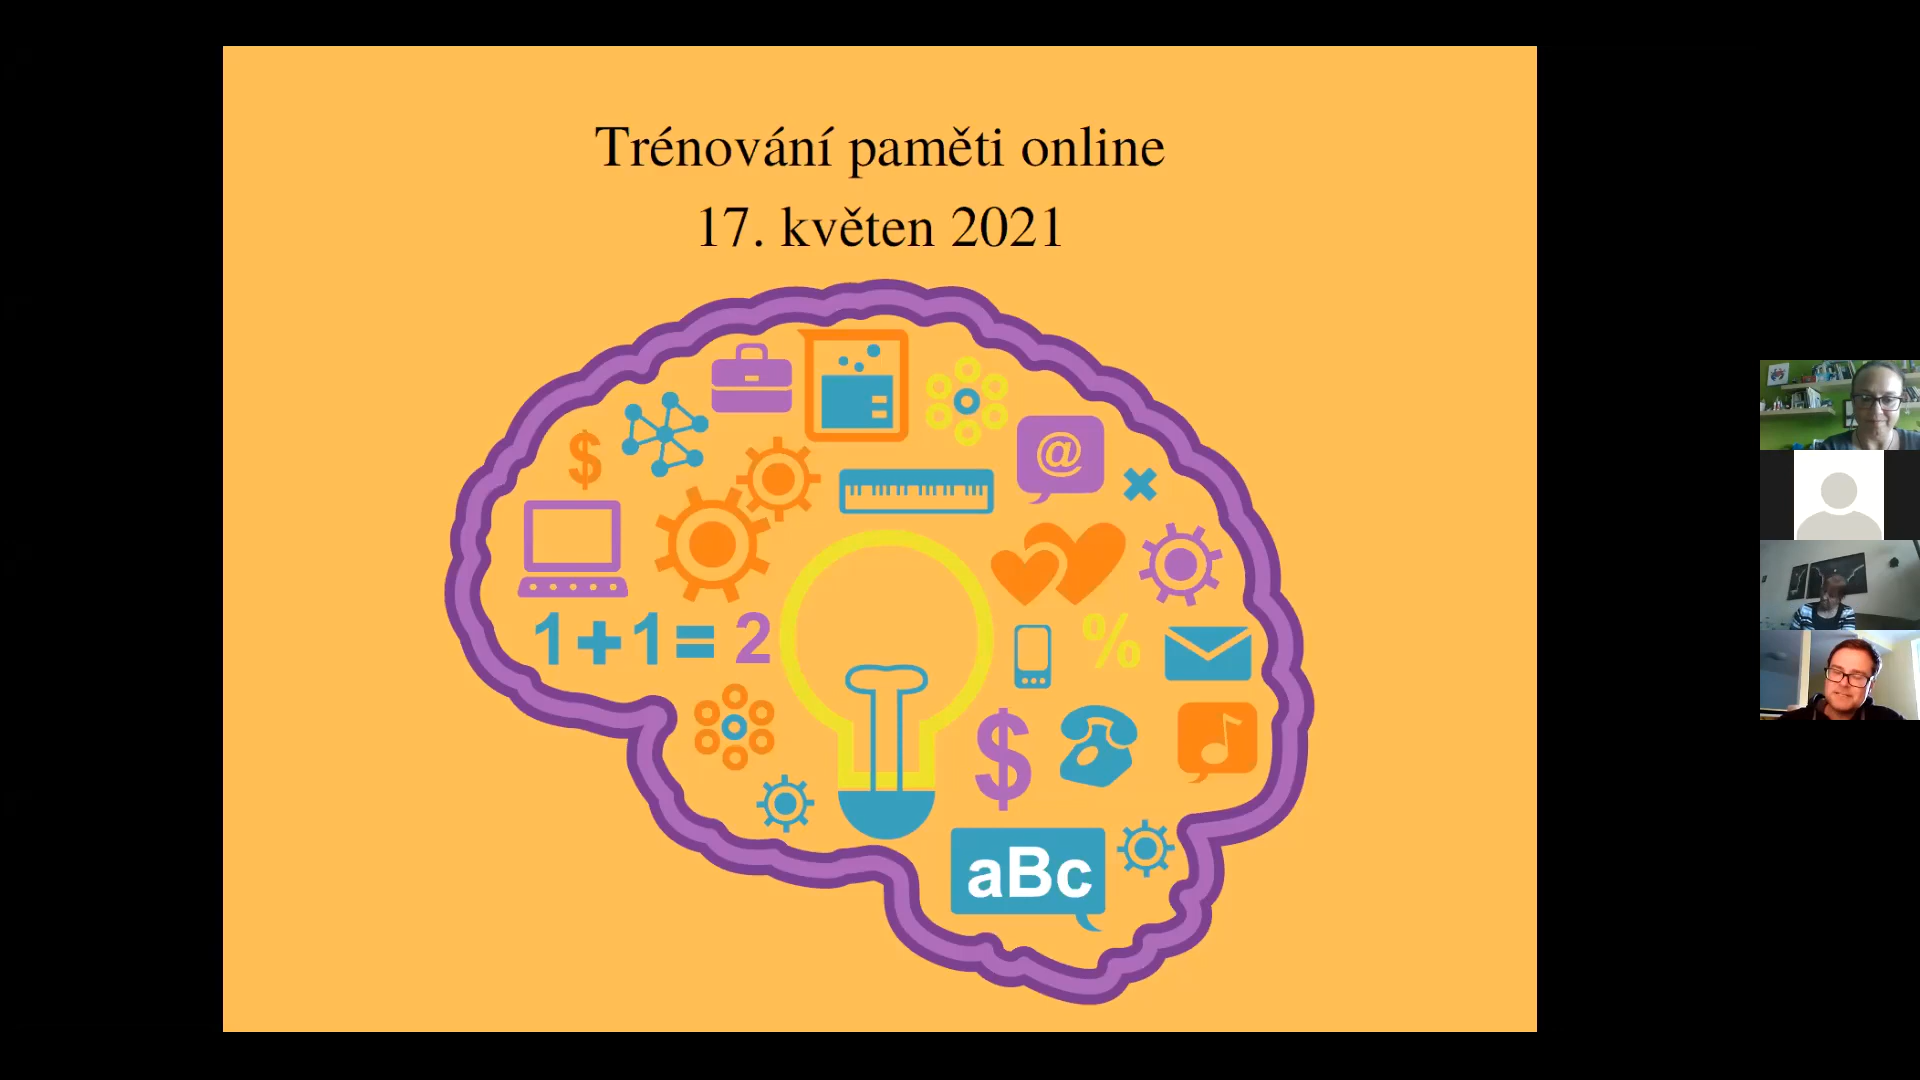 Trénování paměti online
17. květen 2021
$
@
1+1=2
%
$
aBc